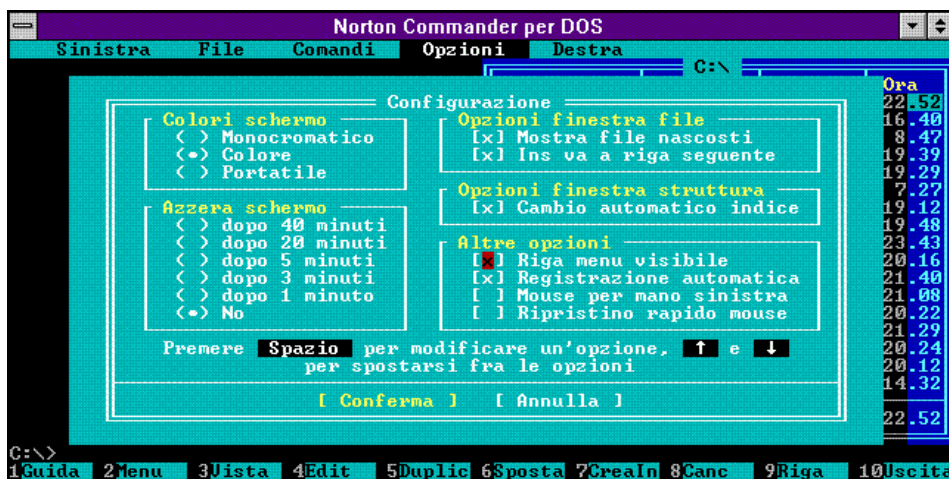 Norton Commander per DOS
Sinistra File Comandi Opzioni Destra
C:\
Ora
Configurazione
22.52
Colori schermo Opzioni finestra file
16.40
( ) Monocromatico [x] Mostra file nascosti
8.47
(•) Colore [x] Ins va a riga seguente
19.39
( ) Portatile
19.29
Opzioni finestra struttura
7.27
Azzera schermo [x] Cambio automatico indice
19.12
( ) dopo 40 minuti
19.48
( ) dopo 20 minuti Altre opzioni
23.43
( ) dopo 5 minuti [x] Riga menu visibile
20.16
( ) dopo 3 minuti [x] Registrazione automatica
21.40
( ) dopo 1 minuto [ ] Mouse per mano sinistra
21.08
(•) No [ ] Ripristino rapido mouse
20.22
21.29
Premere Spazio per modificare un'opzione, ↑ e ↓
20.24
per spostarsi fra le opzioni
20.12
14.32
[ Conferma ] [ Annulla ]
22.52
C:\>
1Guida 2Menu 3Vista 4Edit 5Duplic 6Sposta 7CreaIn 8Canc 9Riga 10Uscita